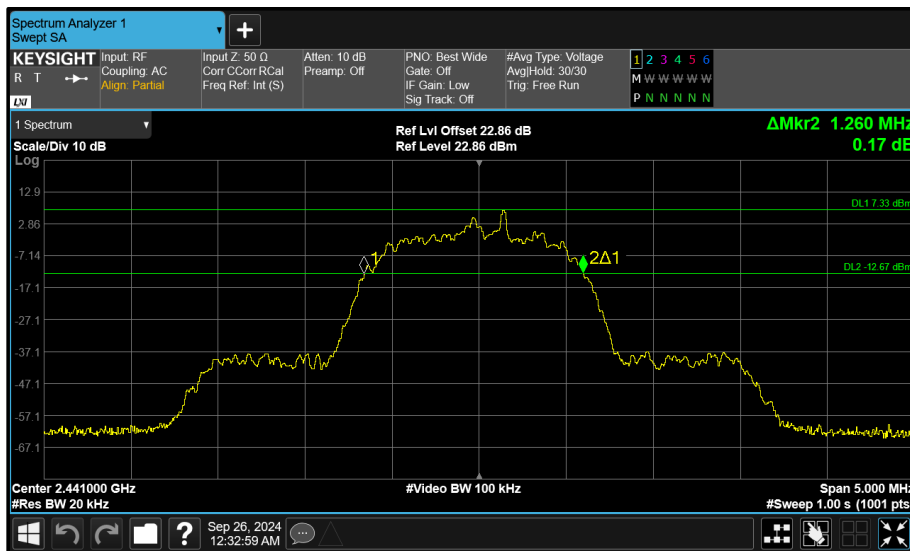 Spectrum Analyzer 1
Swept SA
KEYSIGHT
R T
LXI
Input: RF
Coupling: AC
Align: Partial
Input Z: 50 Ω
Corr CCorr RCal
Freq Ref: Int (S)
Atten: 10 dB
Preamp: Off
PNO: Best Wide
Gate: Off
IF Gain: Low
Sig Track: Off
#Avg Type: Voltage
Avg|Hold: 30/30
Trig: Free Run
1 2 3 4 5 6
M W W W W W
P N N N N N
1 Spectrum
Scale/Div 10 dB
Log
Ref Lvl Offset 22.86 dB
Ref Level 22.86 dBm
ΔMkr2 1.260 MHz
0.17 dB
12.9
DL1 7.33 dBm
2.86
-7.14
1
2Δ1
DL2 -12.67 dBm
-17.1
-27.1
-37.1
-47.1
-57.1
-67.1
Center 2.441000 GHz
#Video BW 100 kHz
Span 5.000 MHz
#Res BW 20 kHz
#Sweep 1.00 s (1001 pts
?
Sep 26, 2024
12:32:59 AM